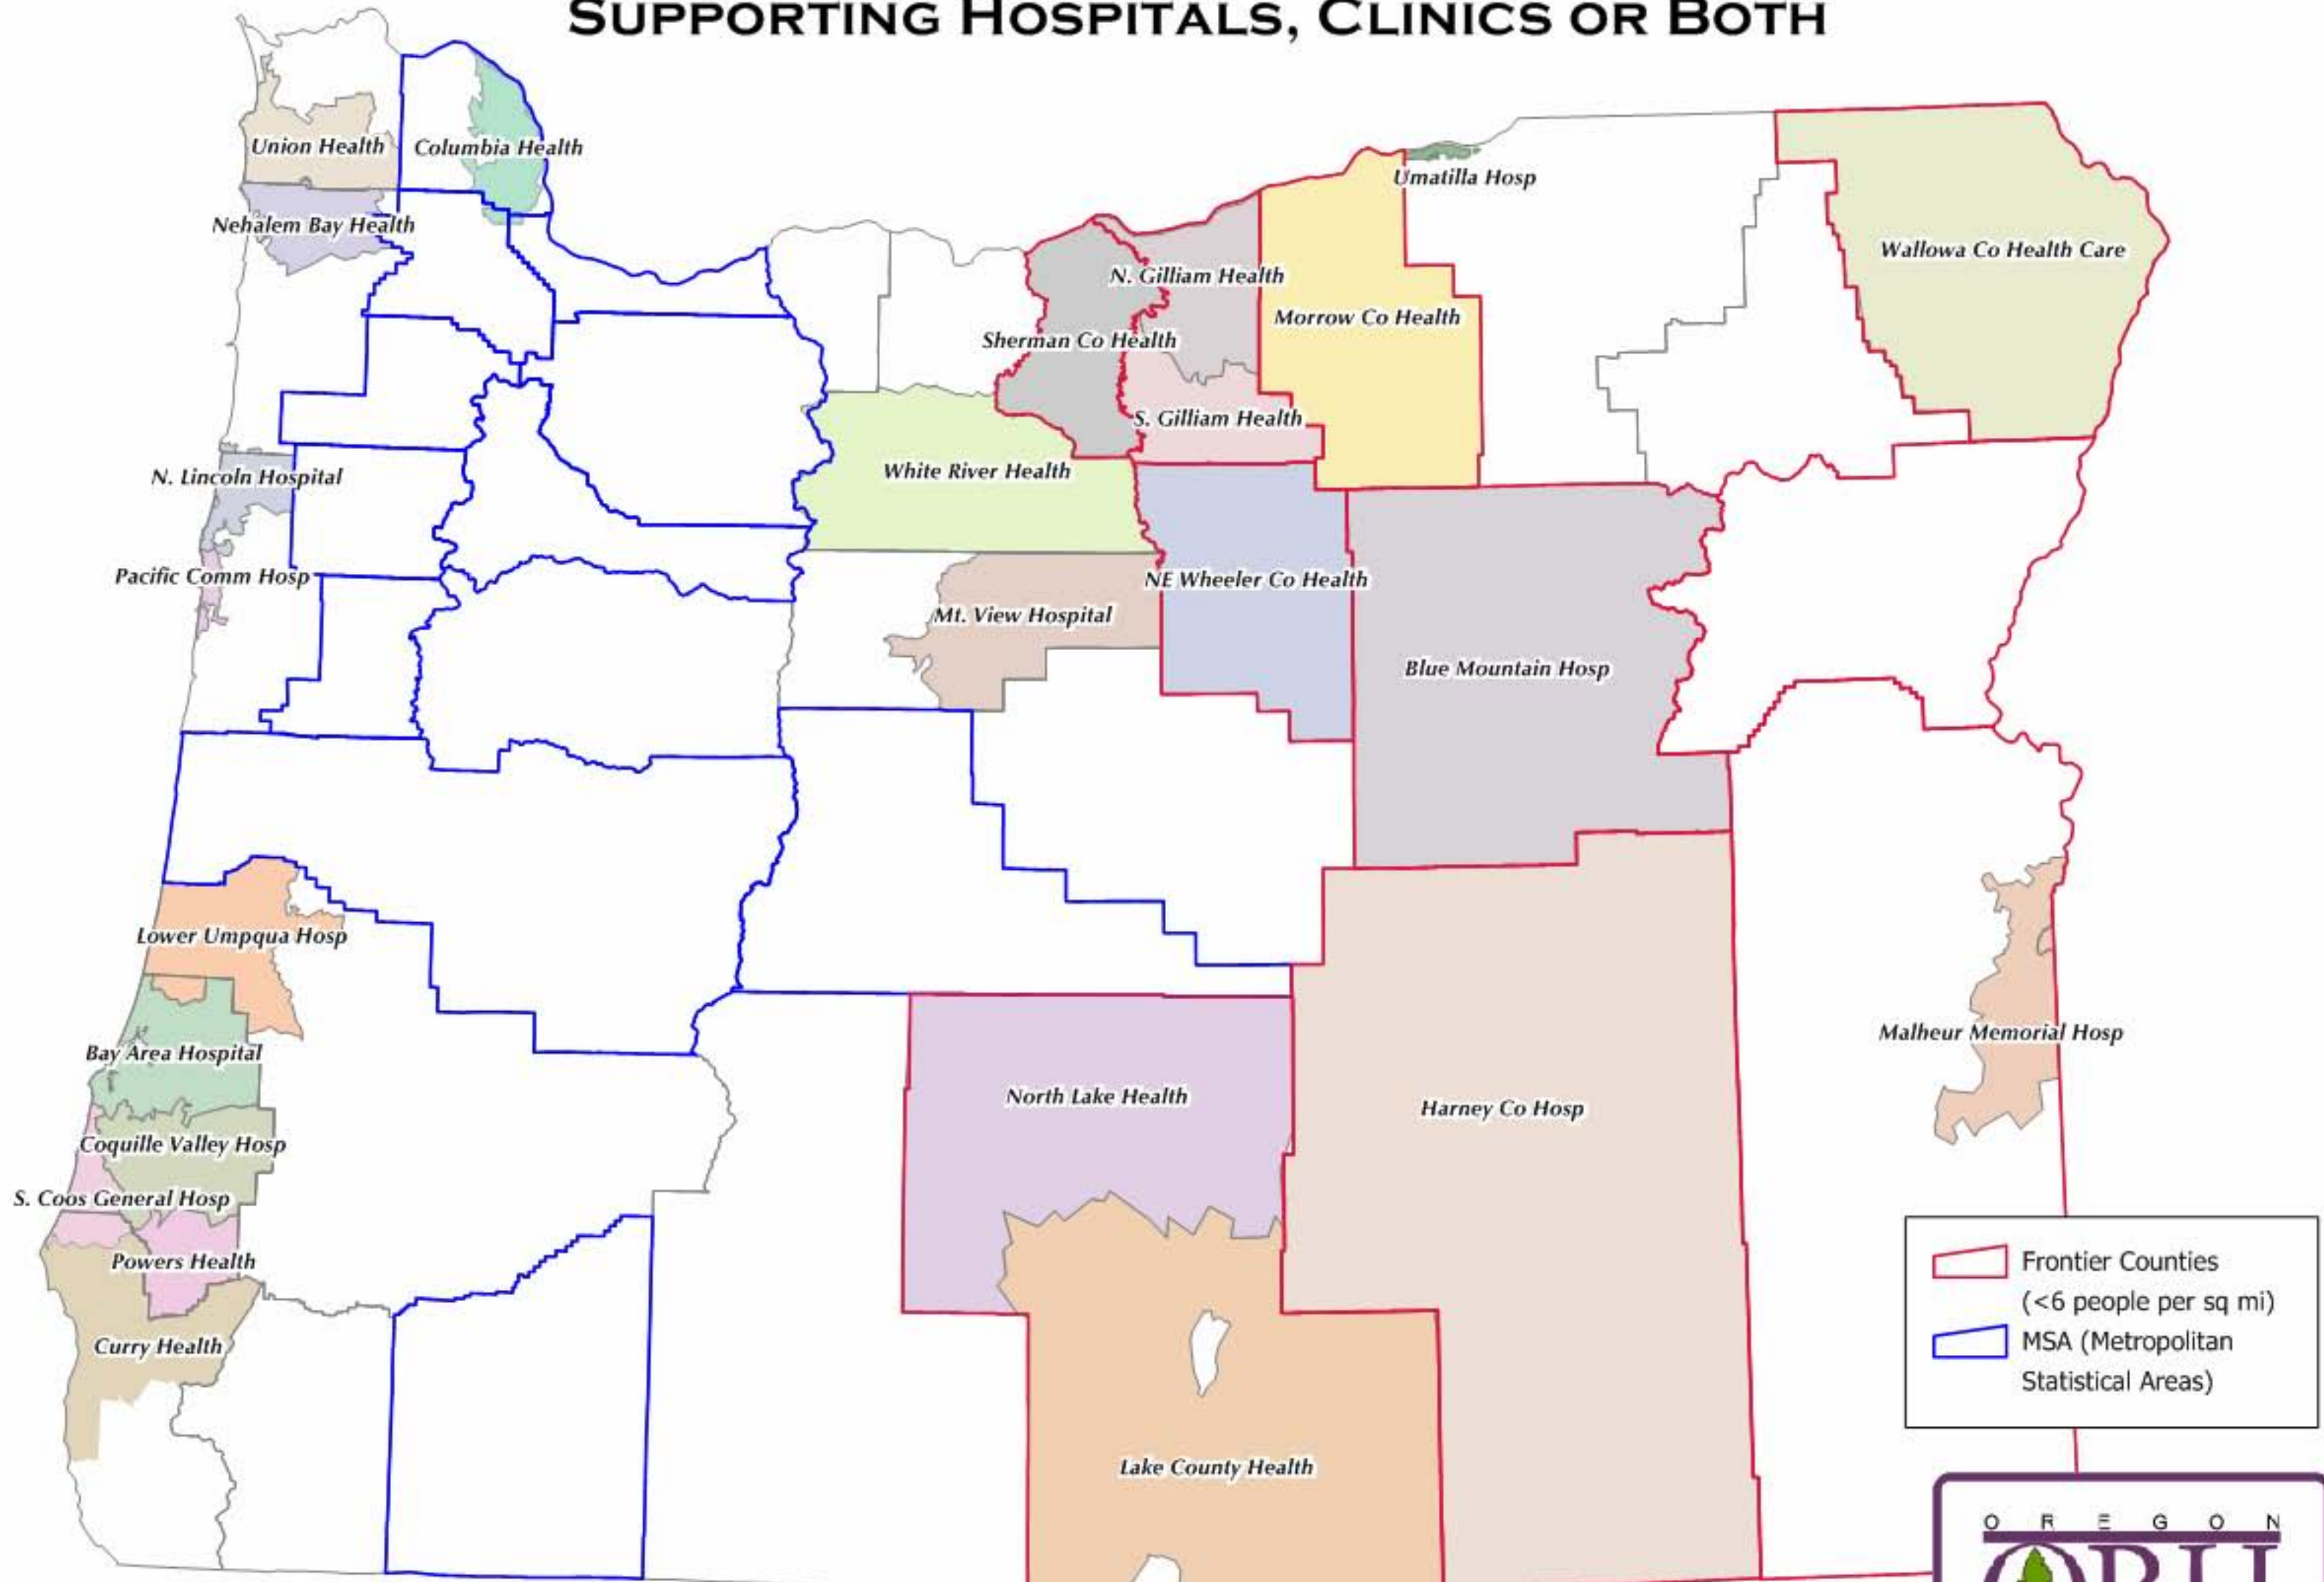 SUPPORTING HOSPITALS, CLINICS OR BOTH
Union Health
Columbia Health
Umatilla Hosp
Nehalem Bay Health
Wallowa Co Health Care
N. Gilliam Health
Morrow Co Health
Sherman Co Health
S. Gilliam Health
White River Health
N. Lincoln Hospital
Pacific Comm Hosp
NE Wheeler Co Health
Mt. View Hospital
Blue Mountain Hosp
Lower Umpqua Hosp
Malheur Memorial Hosp
Bay Area Hospital
North Lake Health
Harney Co Hosp
Coquille Valley Hosp
S. Coos General Hosp
Powers Health
Curry Health
Lake County Health
Frontier Counties
(<6 people per sq mi)
MSA (Metropolitan
Statistical Areas)
OREGON